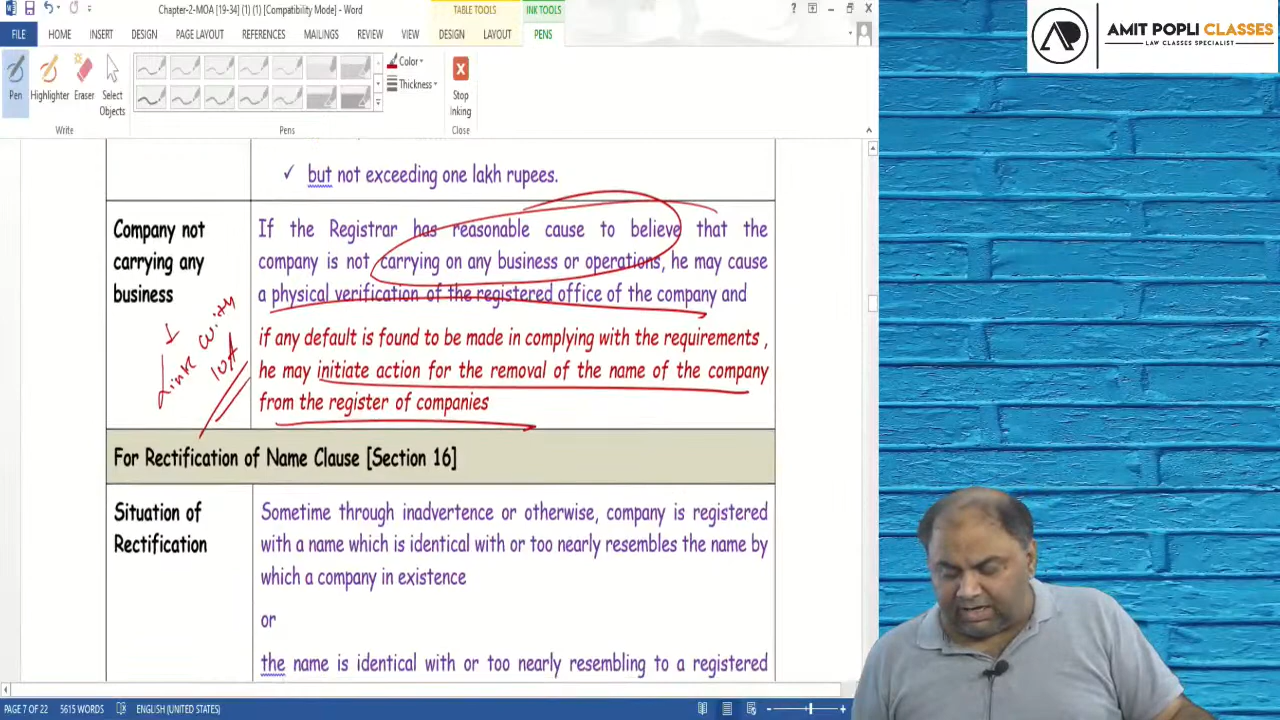 Chapter-2-MOA [19-34] (1) (1) [Compatibility Mode] - Word
TABLE TOOLS
INK TOOLS
FILE
HOME
INSERT
DESIGN
PAGE LAYOUT
REFERENCES
MAILINGS
REVIEW
VIEW
DESIGN
LAYOUT
PENS
Pen
Highlighter
Eraser
Select Objects
Color
Thickness
Stop Inking
Write
Pens
Close
AMIT POPLI CLASSES
LAW CLASSES SPECIALIST
✓ but not exceeding one lakh rupees.
Company not
carrying any
business
Link with
10A
If the Registrar has reasonable cause to believe that the
company is not carrying on any business or operations, he may cause
a physical verification of the registered office of the company and
if any default is found to be made in complying with the requirements ,
he may initiate action for the removal of the name of the company
from the register of companies
For Rectification of Name Clause [Section 16]
Situation of
Rectification
Sometime through inadvertence or otherwise, company is registered
with a name which is identical with or too nearly resembles the name by
which a company in existence
or
the name is identical with or too nearly resembling to a registered
PAGE 7 OF 22
5615 WORDS
ENGLISH (UNITED STATES)